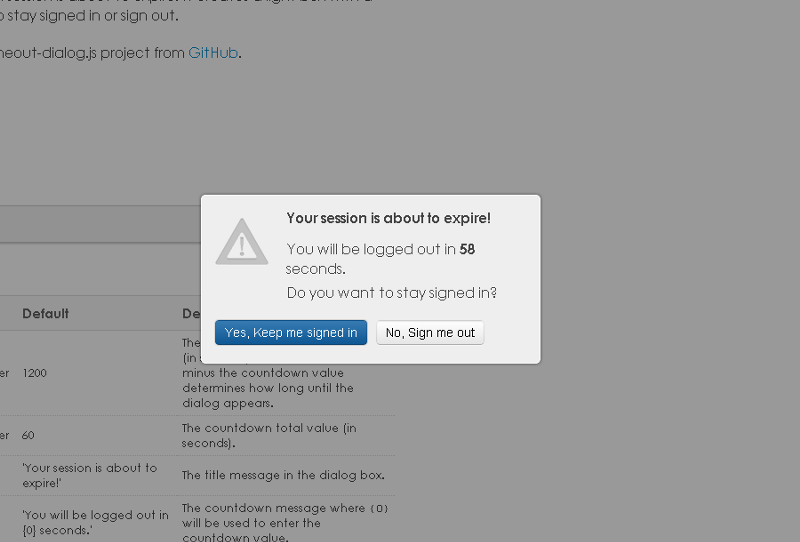 to stay signed in or sign out.
neout-dialog.js project from GitHub.
Your session is about to expire!
You will be logged out in 58
seconds.
Do you want to stay signed in?
Yes, Keep me signed in
No, Sign me out
Default
De
The
(in
er 1200
minus the countdown value
determines how long until the
dialog appears.
er 60
The countdown total value (in
seconds).
'Your session is about to
expire!'
The title message in the dialog box.
'You will be logged out in
{0} seconds.'
The countdown message where {0}
will be used to enter the
countdown value.